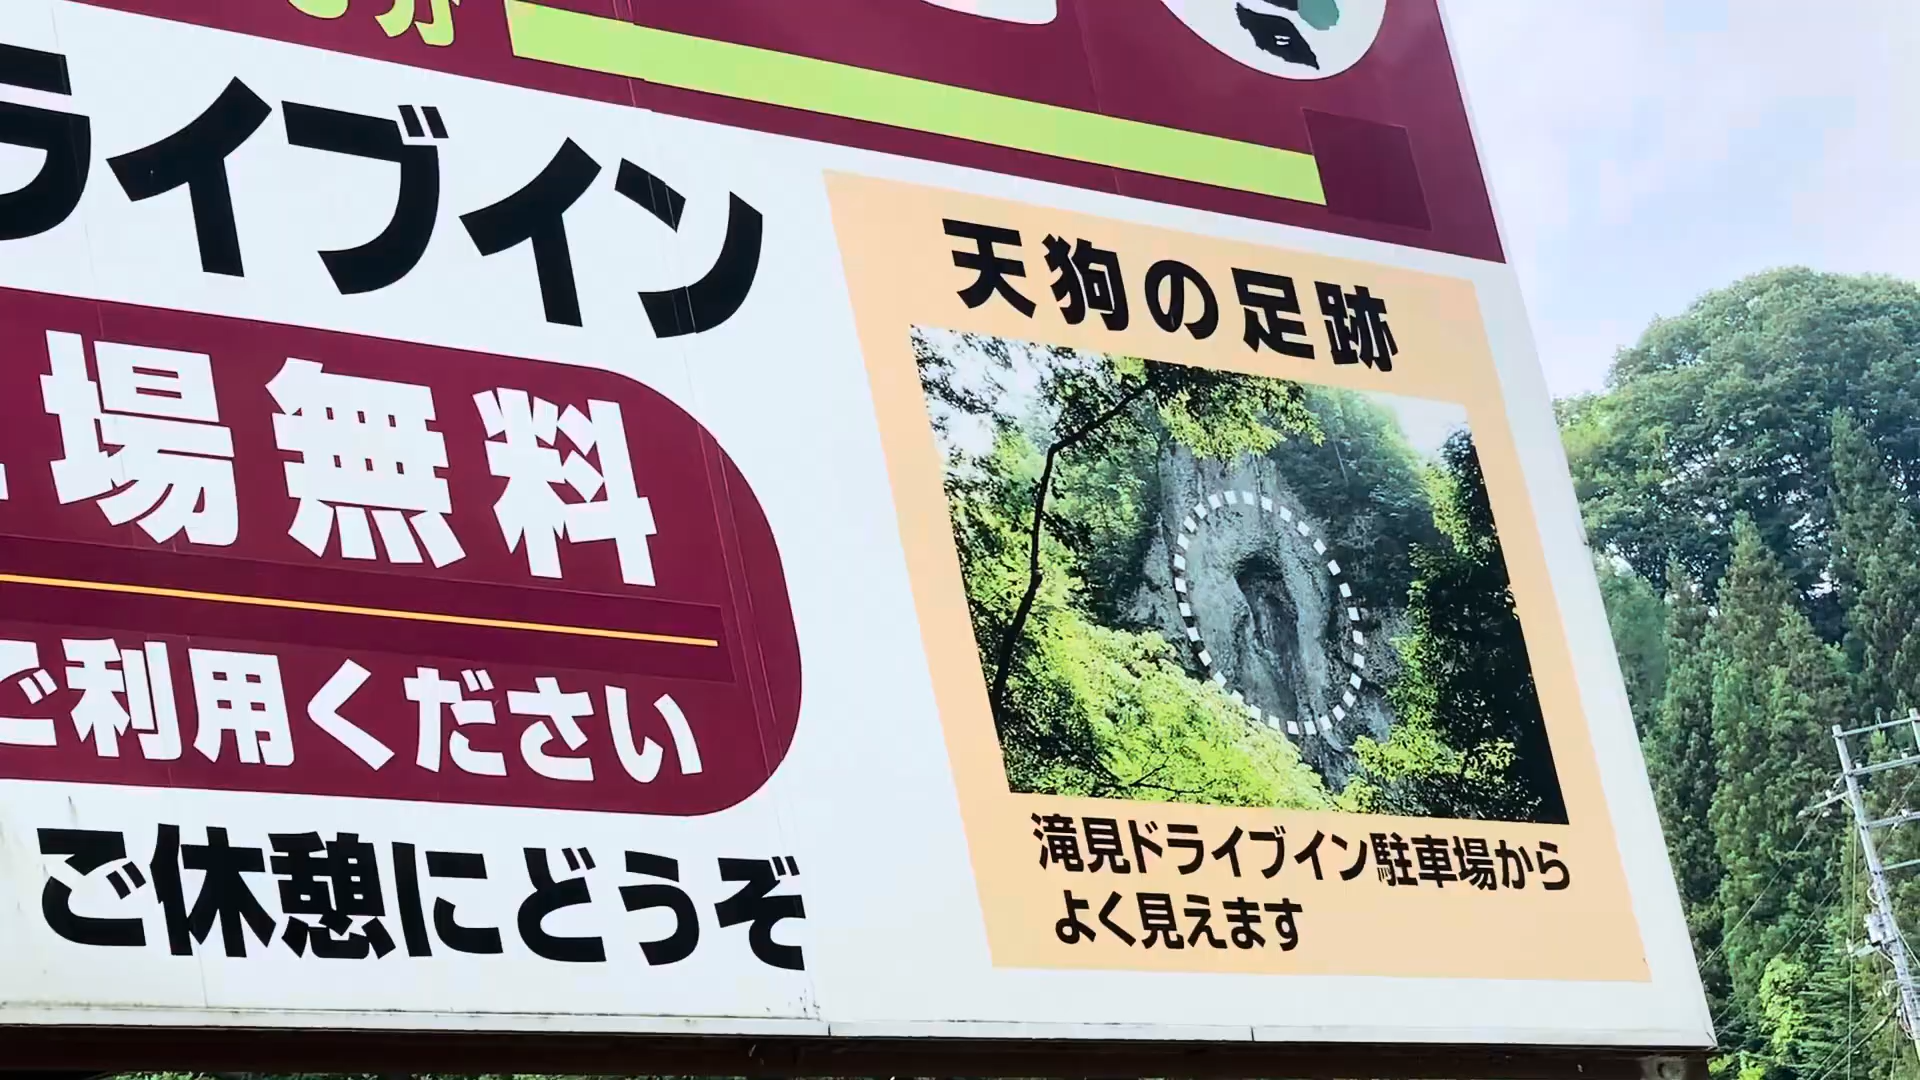 ライブイン
場無料
ご利用ください
ご休憩にどうぞ
天狗の足跡
滝見ドライブイン駐車場から
よく見えます